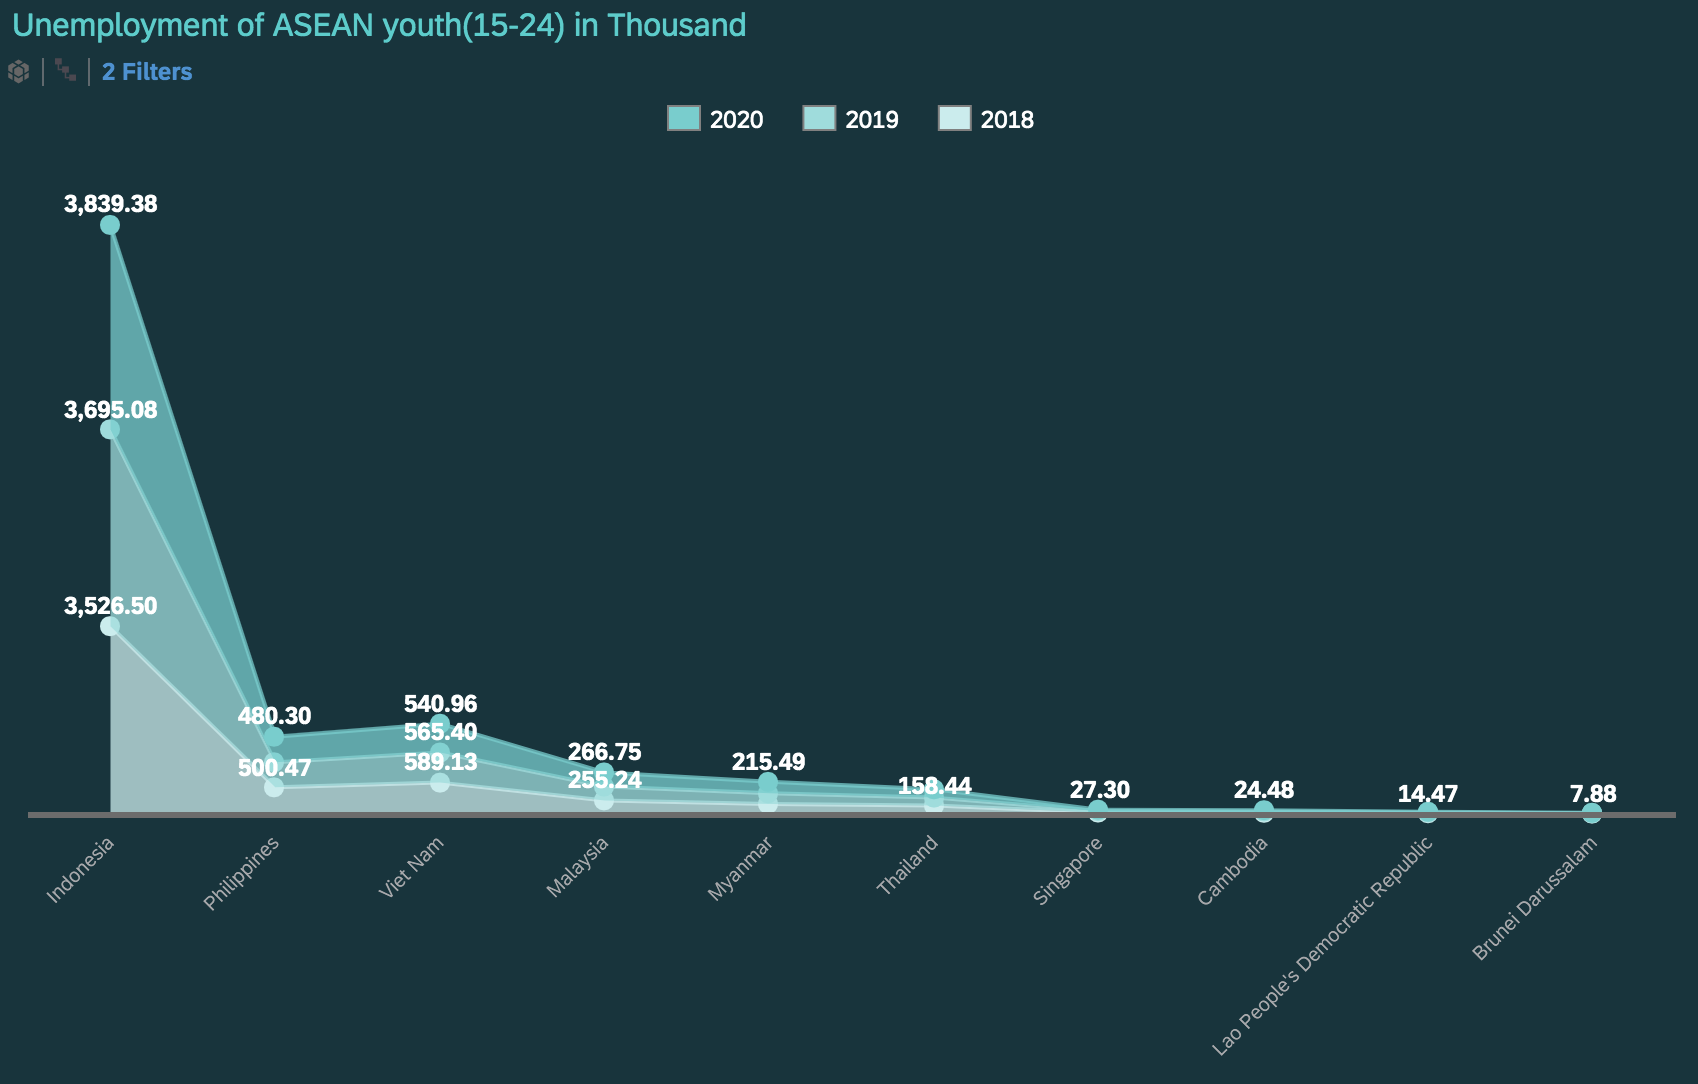 Unemployment of ASEAN youth(15-24) in Thousand
2 Filters
2020 2019 2018
3,839.38
3,695.08
3,526.50
480.30
500.47
540.96
565.40
589.13
266.75
255.24
215.49
158.44
27.30
24.48
14.47
7.88
Indonesia
Philippines
Viet Nam
Malaysia
Myanmar
Thailand
Singapore
Cambodia
Lao People's Democratic Republic
Brunei Darussalam